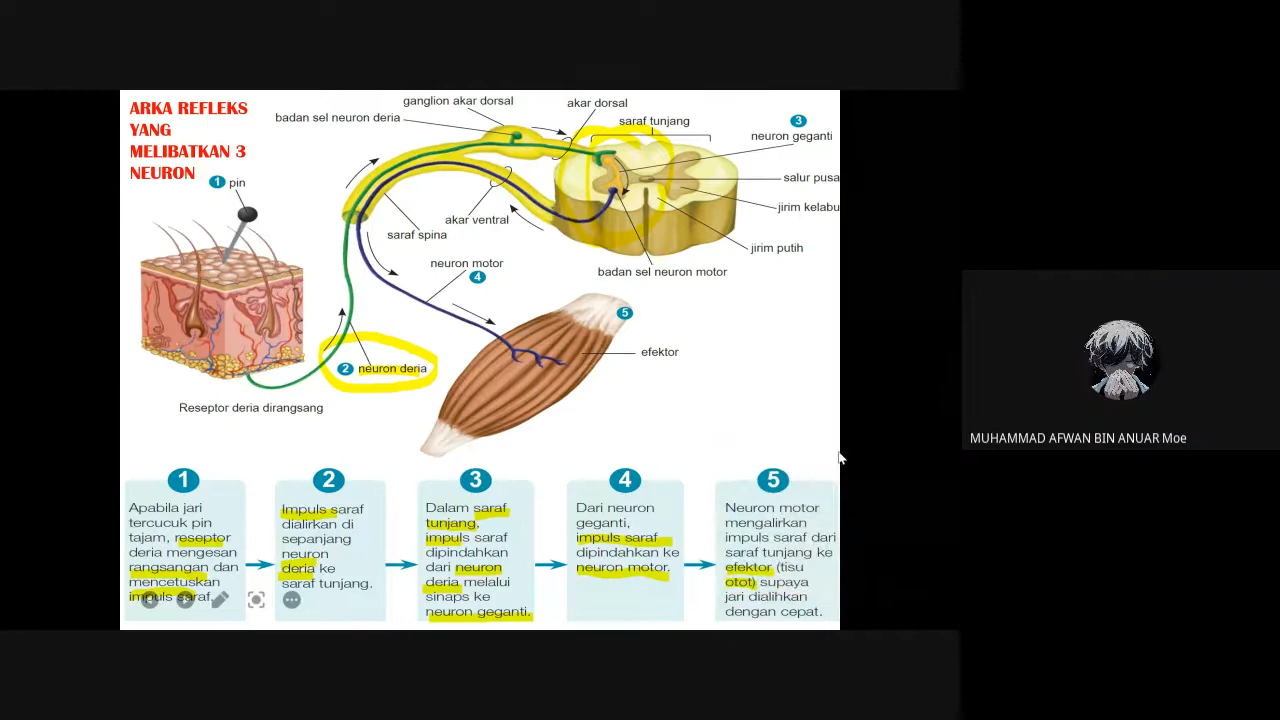 ARKA REFLEKS
YANG
MELIBATKAN 3
NEURON
ganglion akar dorsal
badan sel neuron deria
akar dorsal
saraf tunjang
3
neuron geganti
1 pin
salur pusa
jirim kelabu
akar ventral
saraf spina
jirim putih
neuron motor
4
badan sel neuron motor
5
efektor
2 neuron deria
Reseptor deria dirangsang
1
Apabila jari
tercucuk pin
tajam, reseptor
deria mengesan
rangsangan dan
mencetuskan
impuls saraf.
2
Impuls saraf
dialirkan di
sepanjang
neuron
deria ke
saraf tunjang.
3
Dalam saraf
tunjang,
impuls saraf
dipindahkan
dari neuron
deria melalui
sinaps ke
neuron geganti.
4
Dari neuron
geganti,
impuls saraf
dipindahkan ke
neuron motor.
5
Neuron motor
mengalirkan
impuls saraf dari
saraf tunjang ke
efektor (tisu
otot) supaya
jari dialihkan
dengan cepat.
MUHAMMAD AFWAN BIN ANUAR Moe